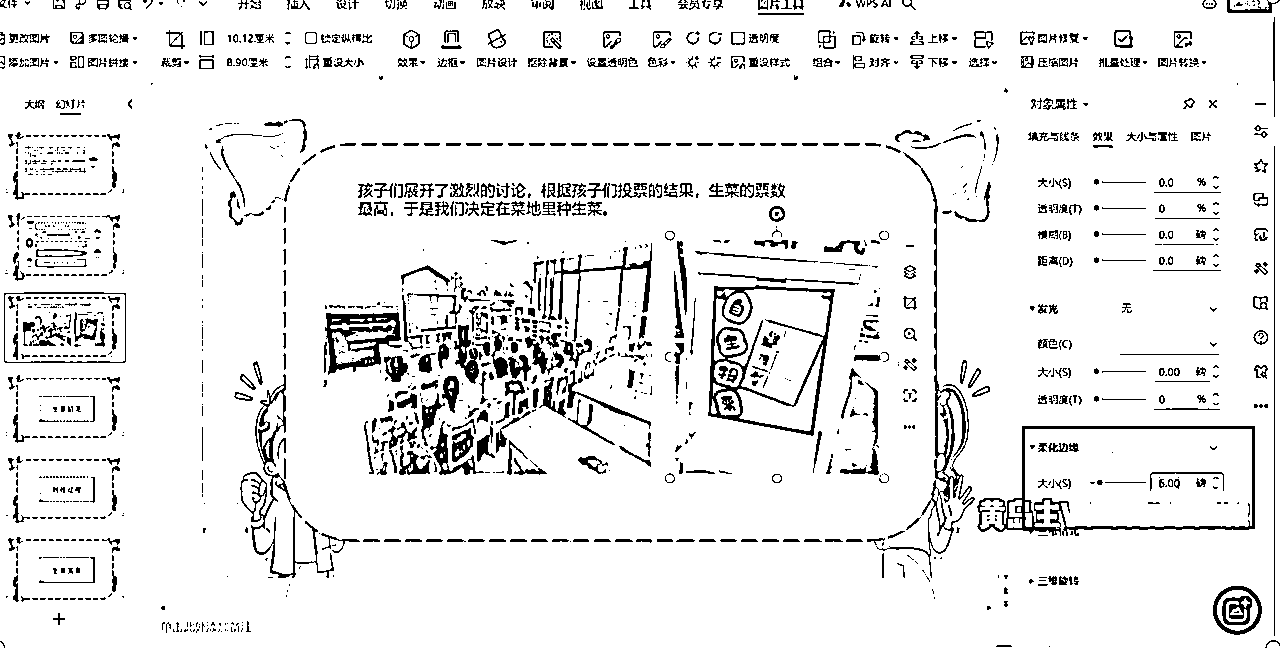 开始 插入 设计 切换 动画 放映 审阅 视图 工具 会员专享 图片工具 WPS AI
更改图片 多图轮播 10.12厘米 锁定纵横比 透明度 旋转 上移 图片修复
添加图片 图片拼接 裁剪 8.90厘米 重设大小 效果 边框 图片设计 抠除背景 设置透明色 色彩 重设样式 组合 对齐 下移 选择 压缩图片 批量处理 图片转换
大纲 幻灯片
孩子们展开了激烈的讨论，根据孩子们投票的结果，生菜的票数
最高，于是我们决定在菜地里种生菜。
对象属性
填充与线条 效果 大小与属性 图片
大小(S) 0.0 %
透明度(T) 0 %
模糊(B) 0.0 磅
距离(D) 0.0 磅
发光 无
颜色(C)
大小(S) 0.00 磅
透明度(T) 0 %
柔化边缘
大小(S) 6.00 磅
黄岛主
三维格式
三维旋转
单击此处添加备注